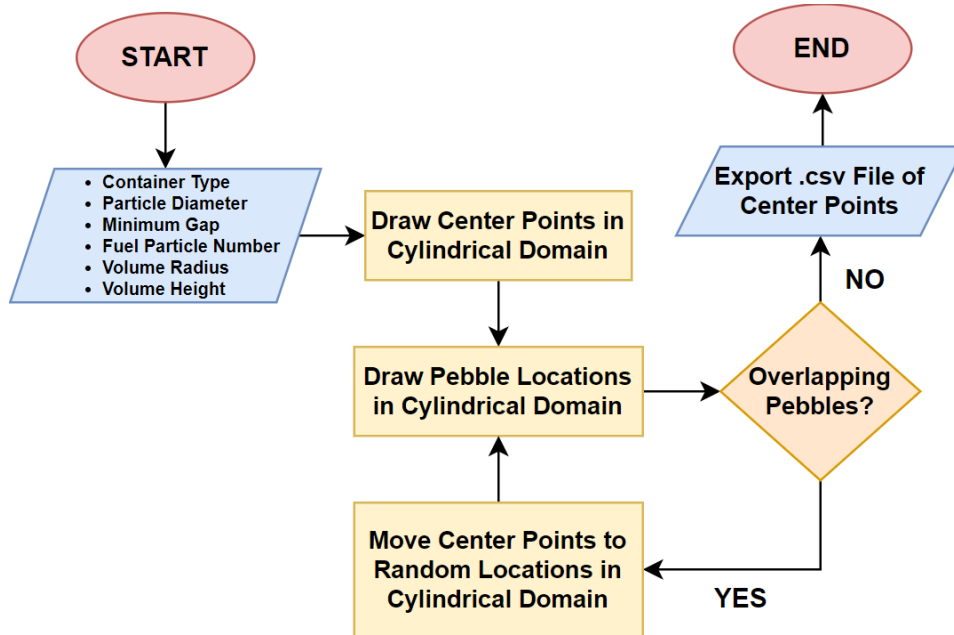 START
• Container Type
• Particle Diameter
• Minimum Gap
• Fuel Particle Number
• Volume Radius
• Volume Height
Draw Center Points in
Cylindrical Domain
Draw Pebble Locations
in Cylindrical Domain
Overlapping
Pebbles?
YES
Move Center Points to
Random Locations in
Cylindrical Domain
NO
Export .csv File of
Center Points
END